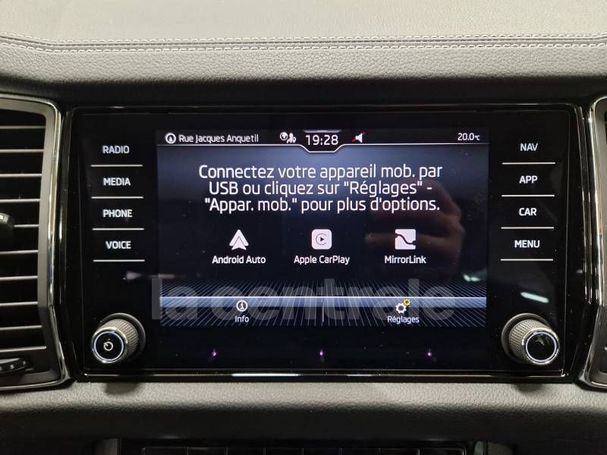 Rue Jacques Anquetil 19:28 20.0°C
RADIO
MEDIA
PHONE
VOICE
Connectez votre appareil mob. par
USB ou cliquez sur "Réglages" -
"Appar. mob." pour plus d'options.
Android Auto Apple CarPlay MirrorLink
la centrale
Info Réglages
NAV
APP
CAR
MENU